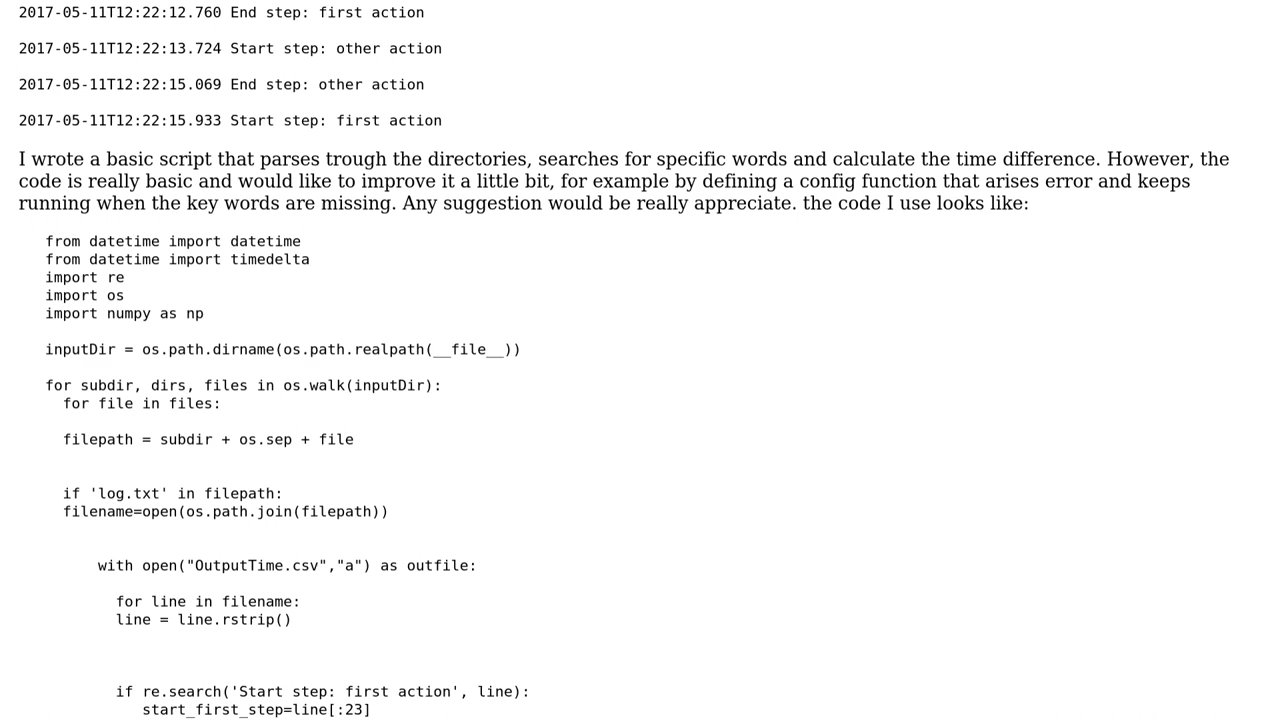 2017-05-11T12:22:12.760 End step: first action
2017-05-11T12:22:13.724 Start step: other action
2017-05-11T12:22:15.069 End step: other action
2017-05-11T12:22:15.933 Start step: first action
I wrote a basic script that parses trough the directories, searches for specific words and calculate the time difference. However, the
code is really basic and would like to improve it a little bit, for example by defining a config function that arises error and keeps
running when the key words are missing. Any suggestion would be really appreciate. the code I use looks like:
from datetime import datetime
from datetime import timedelta
import re
import os
import numpy as np
inputDir = os.path.dirname(os.path.realpath(__file__))
for subdir, dirs, files in os.walk(inputDir):
for file in files:
filepath = subdir + os.sep + file
if 'log.txt' in filepath:
filename=open(os.path.join(filepath))
with open("OutputTime.csv","a") as outfile:
for line in filename:
line = line.rstrip()
if re.search('Start step: first action', line):
start_first_step=line[:23]